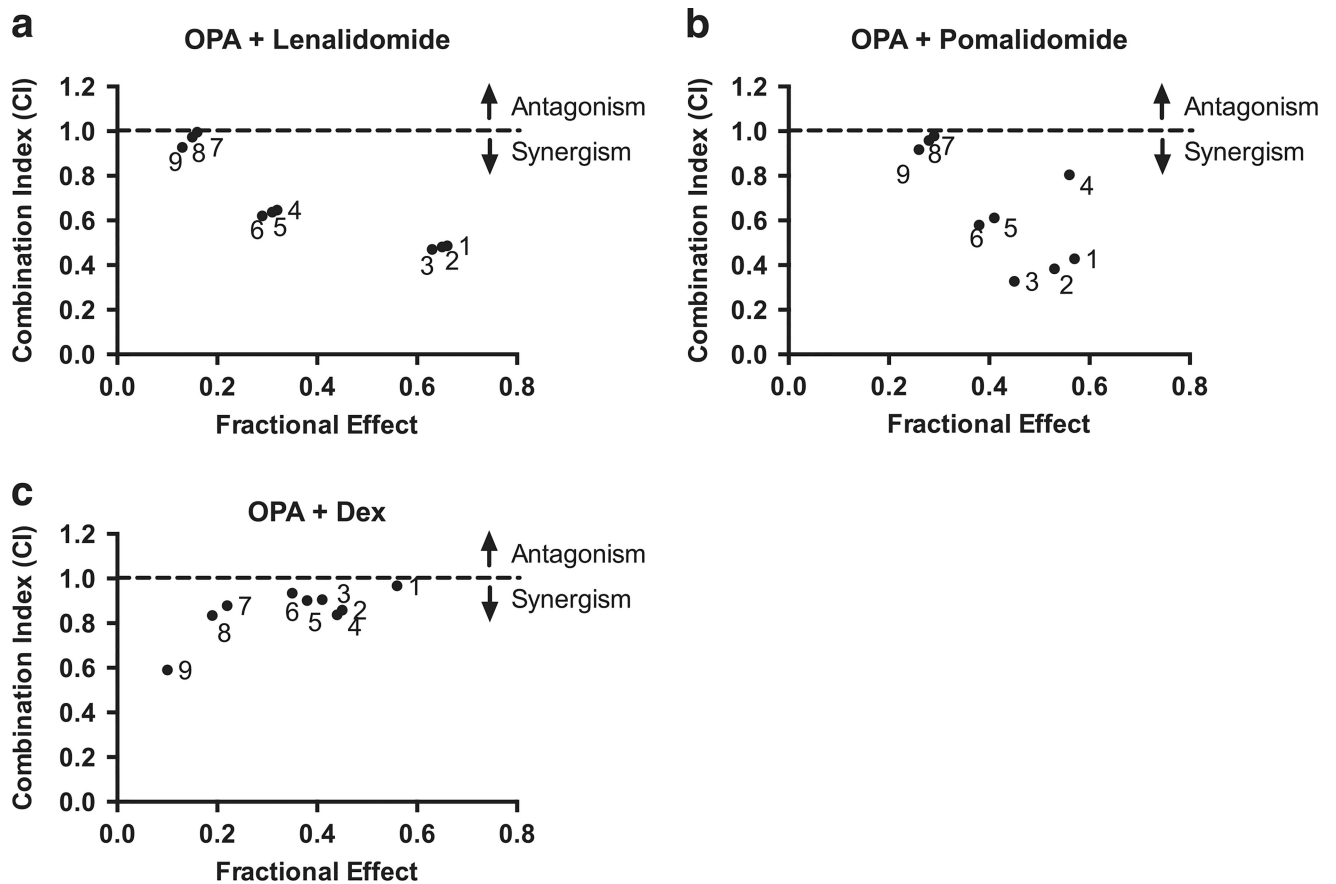 a
OPA + Lenalidomide
Combination Index (CI)
1.2
1.0
0.8
0.6
0.4
0.2
0.0
Antagonism
Synergism
9 8 7
6 5 4
3 2 1
0.0 0.2 0.4 0.6 0.8
Fractional Effect
b
OPA + Pomalidomide
Combination Index (CI)
1.2
1.0
0.8
0.6
0.4
0.2
0.0
Antagonism
Synergism
9 8 7
4
6 5
3 2 1
0.0 0.2 0.4 0.6 0.8
Fractional Effect
c
OPA + Dex
Combination Index (CI)
1.2
1.0
0.8
0.6
0.4
0.2
0.0
Antagonism
Synergism
1
8 7 6 5 3 4 2
9
0.0 0.2 0.4 0.6 0.8
Fractional Effect